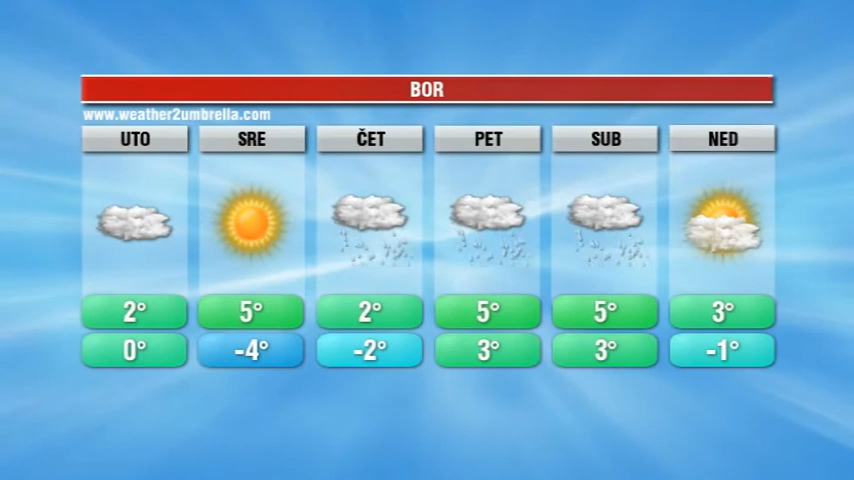 BOR
www.weather2umbrella.com
UTO SRE ČET PET SUB NED
2° 5° 2° 5° 5° 3°
0° -4° -2° 3° 3° -1°